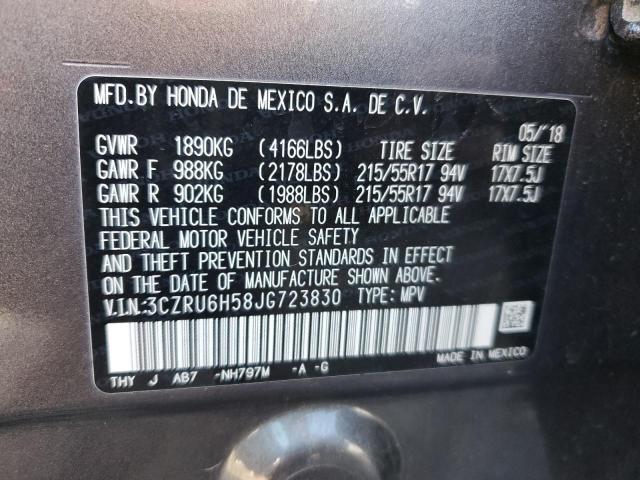 MFD.BY HONDA DE MEXICO S.A. DE C.V.
05/'18
GVWR 1890KG (4166LBS) TIRE SIZE RIM SIZE
GAWR F 988KG (2178LBS) 215/55R17 94V 17X7.5J
GAWR R 902KG (1988LBS) 215/55R17 94V 17X7.5J
THIS VEHICLE CONFORMS TO ALL APPLICABLE
FEDERAL MOTOR VEHICLE SAFETY
AND THEFT PREVENTION STANDARDS IN EFFECT
ON THE DATE OF MANUFACTURE SHOWN ABOVE.
V.I.N:3CZRU6H58JG723830 TYPE: MPV
MADE IN MEXICO
THY J AB7 -NH797M -A -G